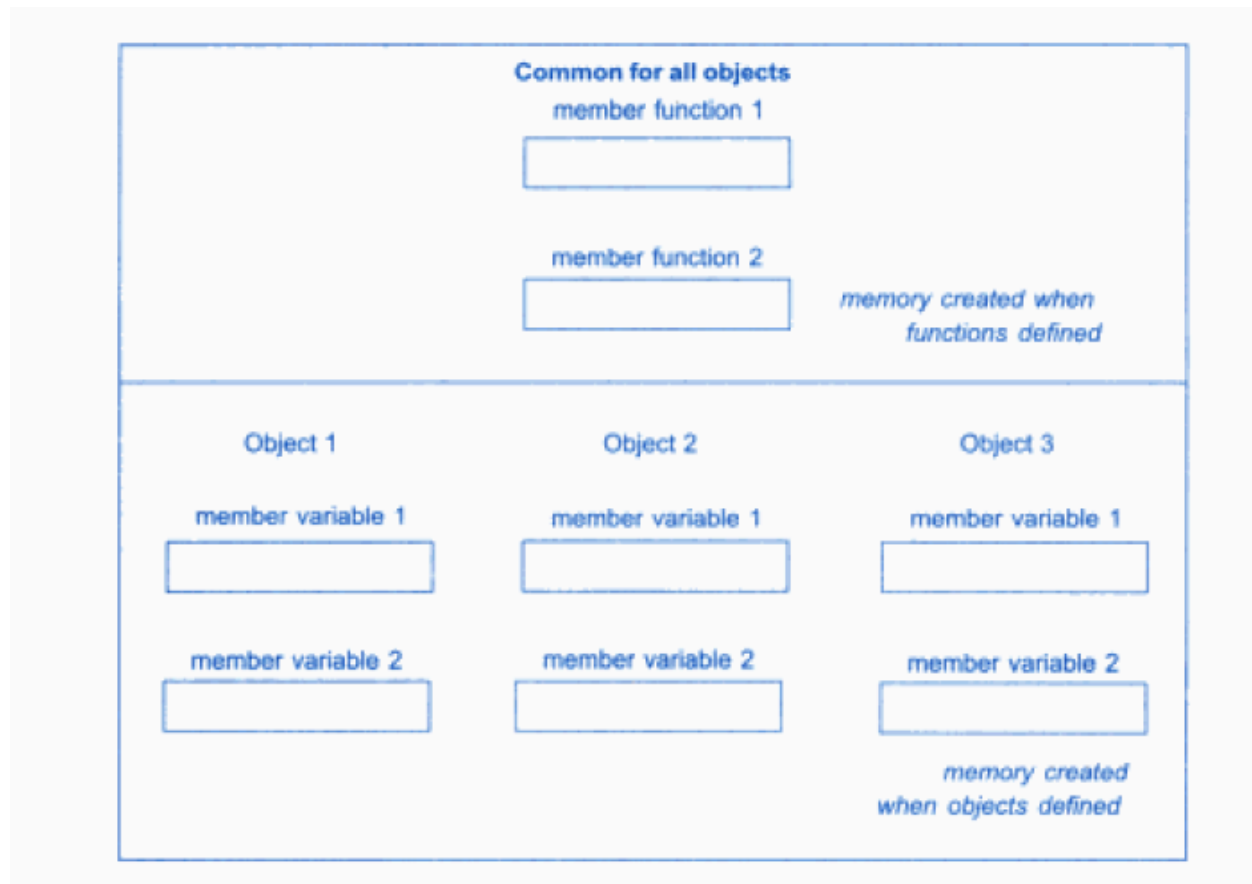 Common for all objects
member function 1
member function 2
memory created when
functions defined
Object 1
Object 2
Object 3
member variable 1
member variable 1
member variable 1
member variable 2
member variable 2
member variable 2
memory created
when objects defined